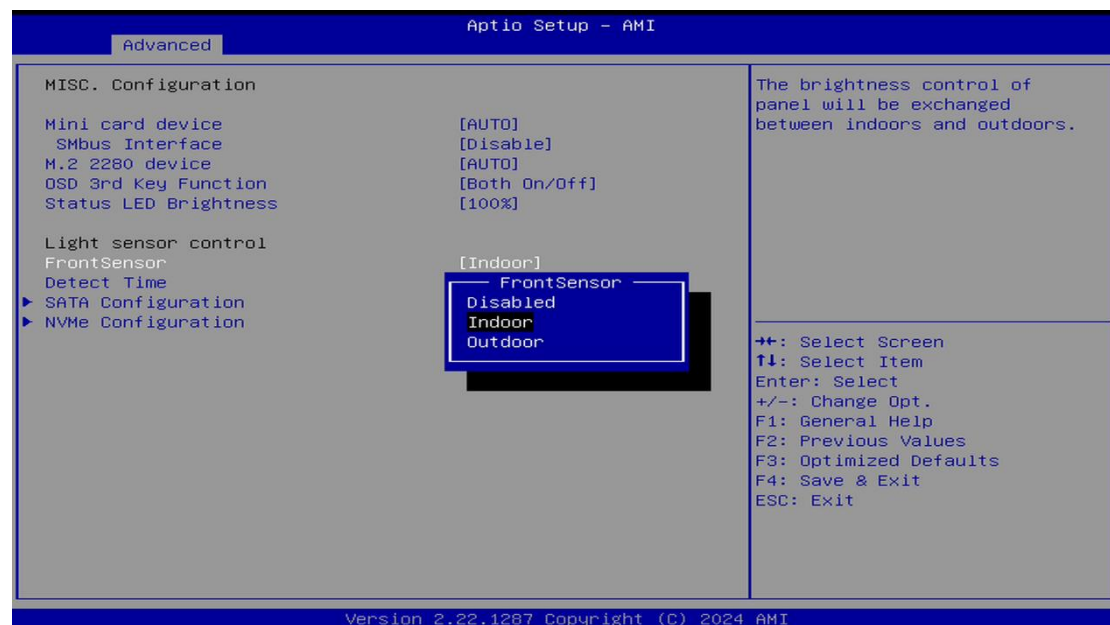 Aptio Setup – AMI
Advanced
MISC. Configuration
Mini card device [AUTO]
SMbus Interface [Disable]
M.2 2280 device [AUTO]
OSD 3rd Key Function [Both On/Off]
Status LED Brightness [100%]
Light sensor control
FrontSensor [Indoor]
Detect Time
SATA Configuration
NVMe Configuration
FrontSensor
Disabled
Indoor
Outdoor
The brightness control of
panel will be exchanged
between indoors and outdoors.
→←: Select Screen
↑↓: Select Item
Enter: Select
+/-: Change Opt.
F1: General Help
F2: Previous Values
F3: Optimized Defaults
F4: Save & Exit
ESC: Exit
Version 2.22.1287 Copyright (C) 2024 AMI